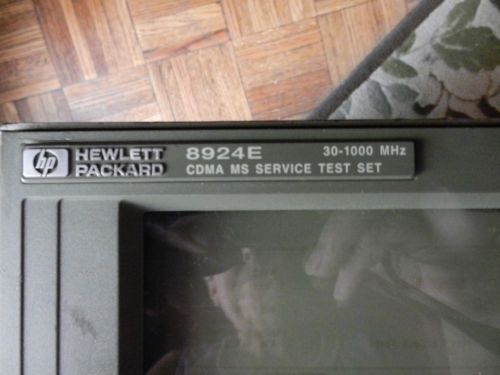 hp HEWLETT PACKARD
8924E 30-1000 MHz
CDMA MS SERVICE TEST SET